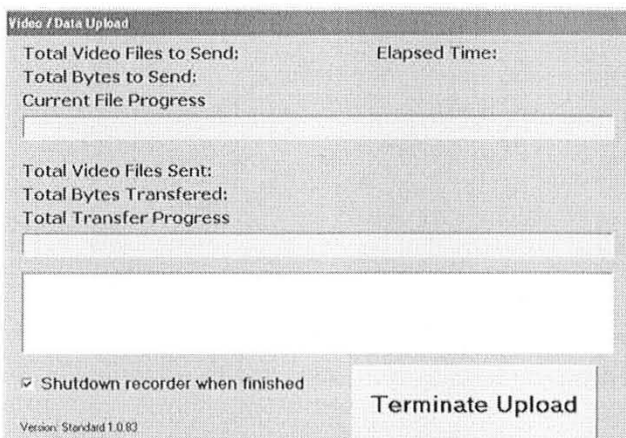 Video / Data Upload
Total Video Files to Send: Elapsed Time:
Total Bytes to Send:
Current File Progress
Total Video Files Sent:
Total Bytes Transfered:
Total Transfer Progress
Shutdown recorder when finished
Terminate Upload
Version: Standard 1.0.83